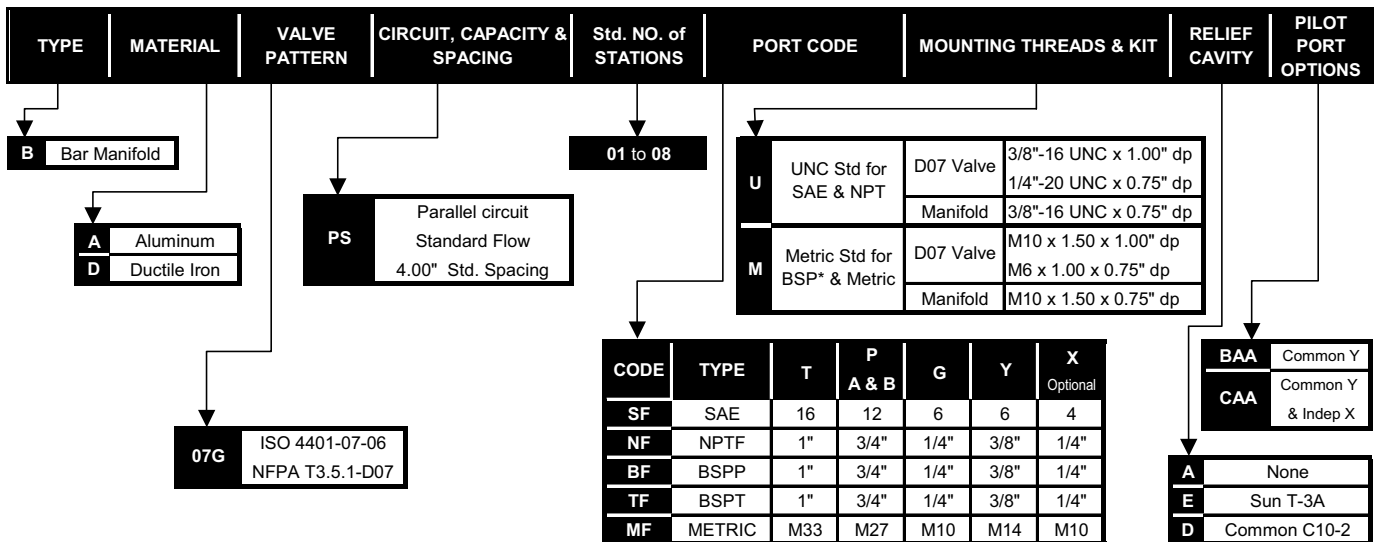 TYPE
MATERIAL
VALVE
PATTERN
CIRCUIT, CAPACITY &
SPACING
Std. NO. of
STATIONS
PORT CODE
MOUNTING THREADS & KIT
RELIEF
CAVITY
PILOT
PORT
OPTIONS
B Bar Manifold
A Aluminum
D Ductile Iron
07G
ISO 4401-07-06
NFPA T3.5.1-D07
PS
Parallel circuit
Standard Flow
4.00" Std. Spacing
01 to 08
U
UNC Std for
SAE & NPT
D07 Valve
3/8"-16 UNC x 1.00" dp
1/4"-20 UNC x 0.75" dp
Manifold 3/8"-16 UNC x 0.75" dp
M
Metric Std for
BSP* & Metric
D07 Valve
M10 x 1.50 x 1.00" dp
M6 x 1.00 x 0.75" dp
Manifold M10 x 1.50 x 0.75" dp
CODE TYPE T P A & B G Y X Optional
SF SAE 16 12 6 6 4
NF NPTF 1" 3/4" 1/4" 3/8" 1/4"
BF BSPP 1" 3/4" 1/4" 3/8" 1/4"
TF BSPT 1" 3/4" 1/4" 3/8" 1/4"
MF METRIC M33 M27 M10 M14 M10
BAA Common Y
CAA
Common Y
& Indep X
A None
E Sun T-3A
D Common C10-2